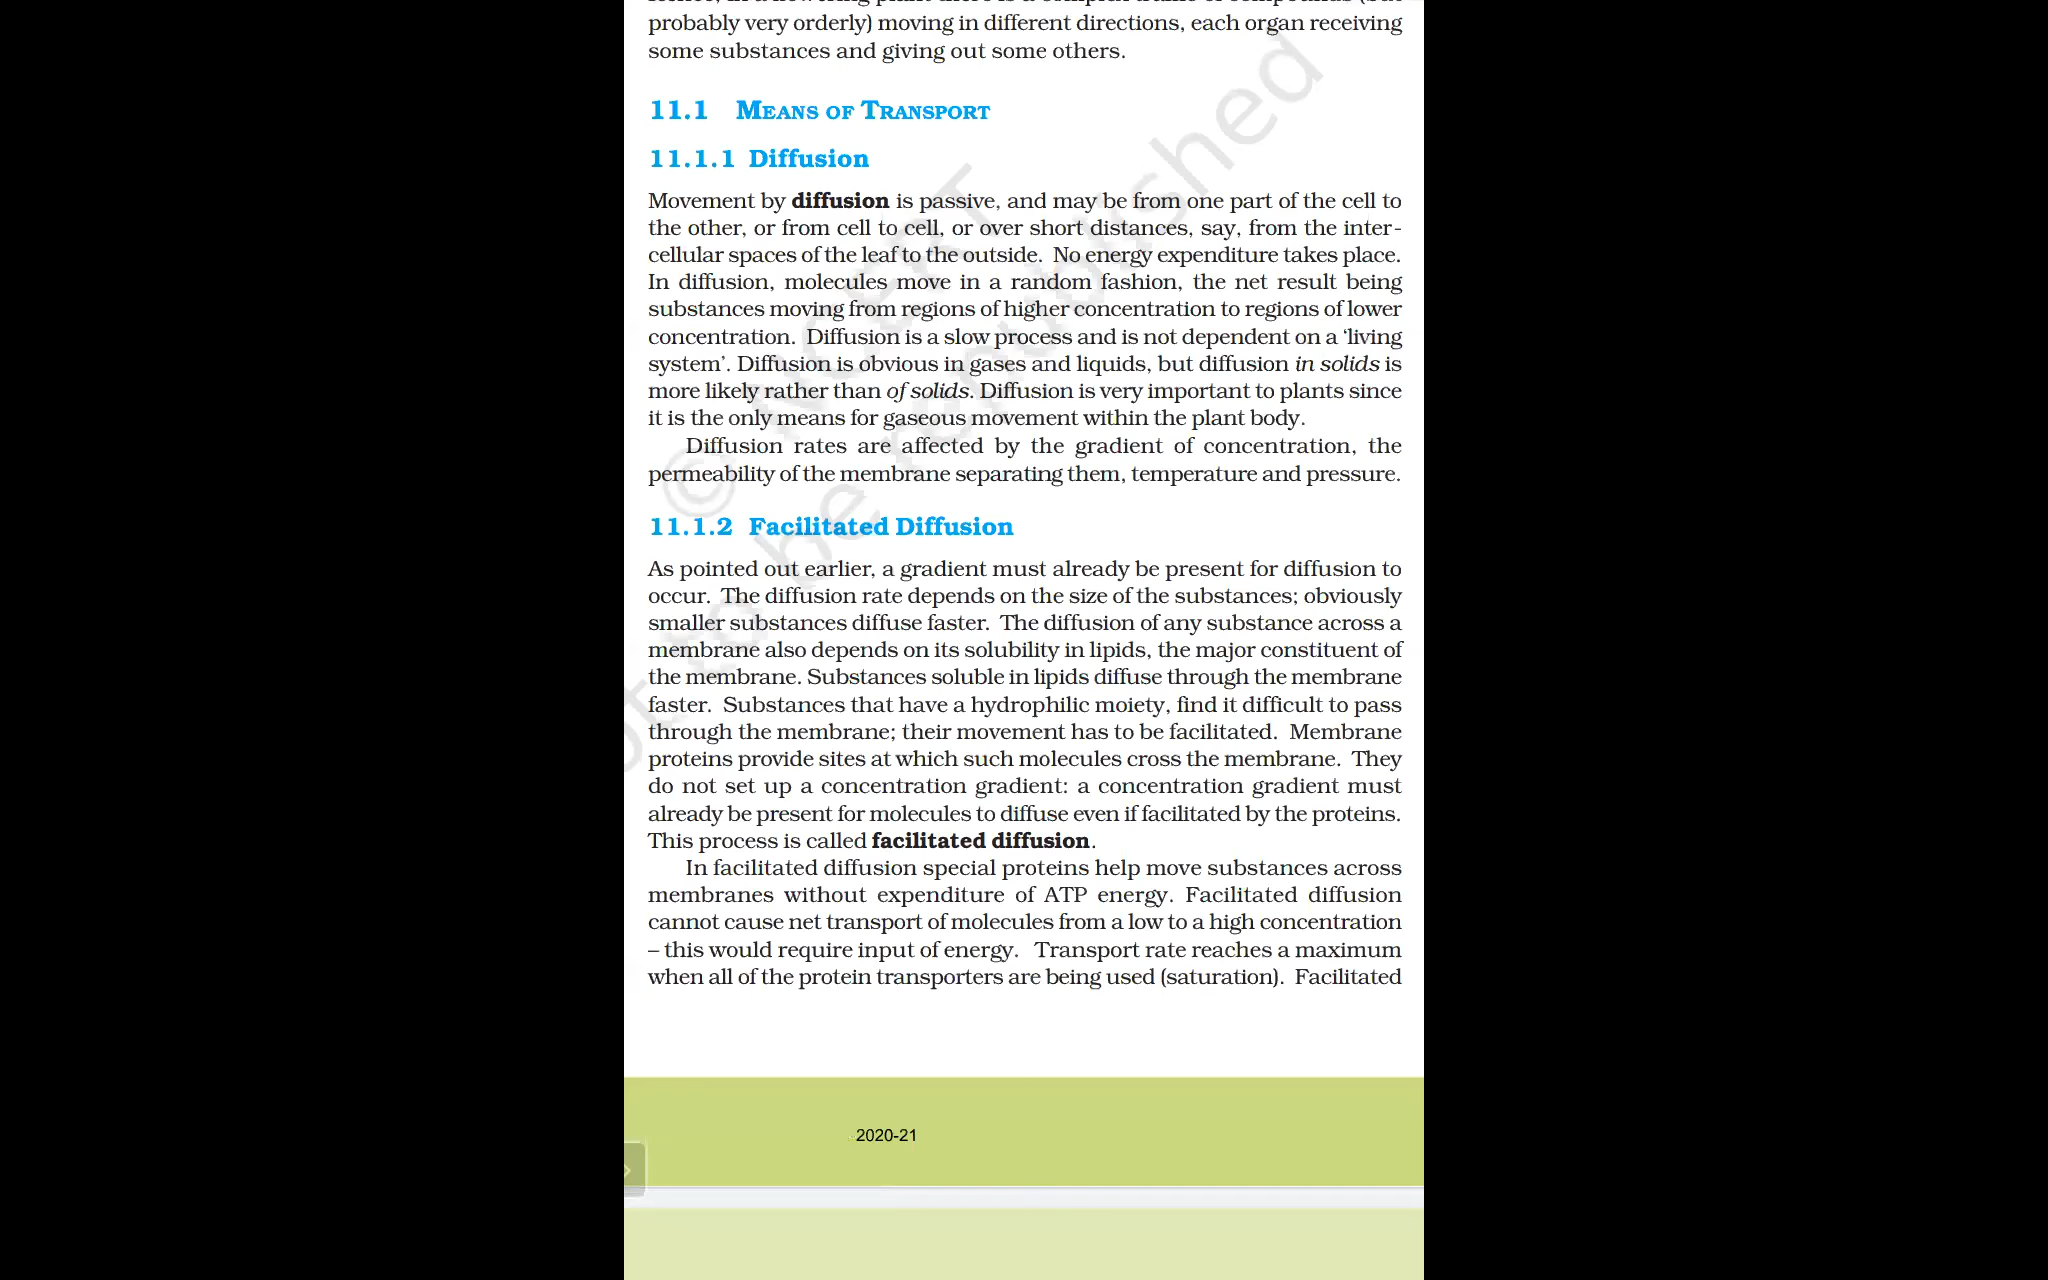 probably very orderly) moving in different directions, each organ receiving
some substances and giving out some others.
11.1 MEANS OF TRANSPORT
11.1.1 Diffusion
Movement by diffusion is passive, and may be from one part of the cell to
the other, or from cell to cell, or over short distances, say, from the inter-
cellular spaces of the leaf to the outside. No energy expenditure takes place.
In diffusion, molecules move in a random fashion, the net result being
substances moving from regions of higher concentration to regions of lower
concentration. Diffusion is a slow process and is not dependent on a ‘living
system’. Diffusion is obvious in gases and liquids, but diffusion in solids is
more likely rather than of solids. Diffusion is very important to plants since
it is the only means for gaseous movement within the plant body.
Diffusion rates are affected by the gradient of concentration, the
permeability of the membrane separating them, temperature and pressure.
11.1.2 Facilitated Diffusion
As pointed out earlier, a gradient must already be present for diffusion to
occur. The diffusion rate depends on the size of the substances; obviously
smaller substances diffuse faster. The diffusion of any substance across a
membrane also depends on its solubility in lipids, the major constituent of
the membrane. Substances soluble in lipids diffuse through the membrane
faster. Substances that have a hydrophilic moiety, find it difficult to pass
through the membrane; their movement has to be facilitated. Membrane
proteins provide sites at which such molecules cross the membrane. They
do not set up a concentration gradient: a concentration gradient must
already be present for molecules to diffuse even if facilitated by the proteins.
This process is called facilitated diffusion.
In facilitated diffusion special proteins help move substances across
membranes without expenditure of ATP energy. Facilitated diffusion
cannot cause net transport of molecules from a low to a high concentration
– this would require input of energy. Transport rate reaches a maximum
when all of the protein transporters are being used (saturation). Facilitated
2020-21
© NCERT
to be republished